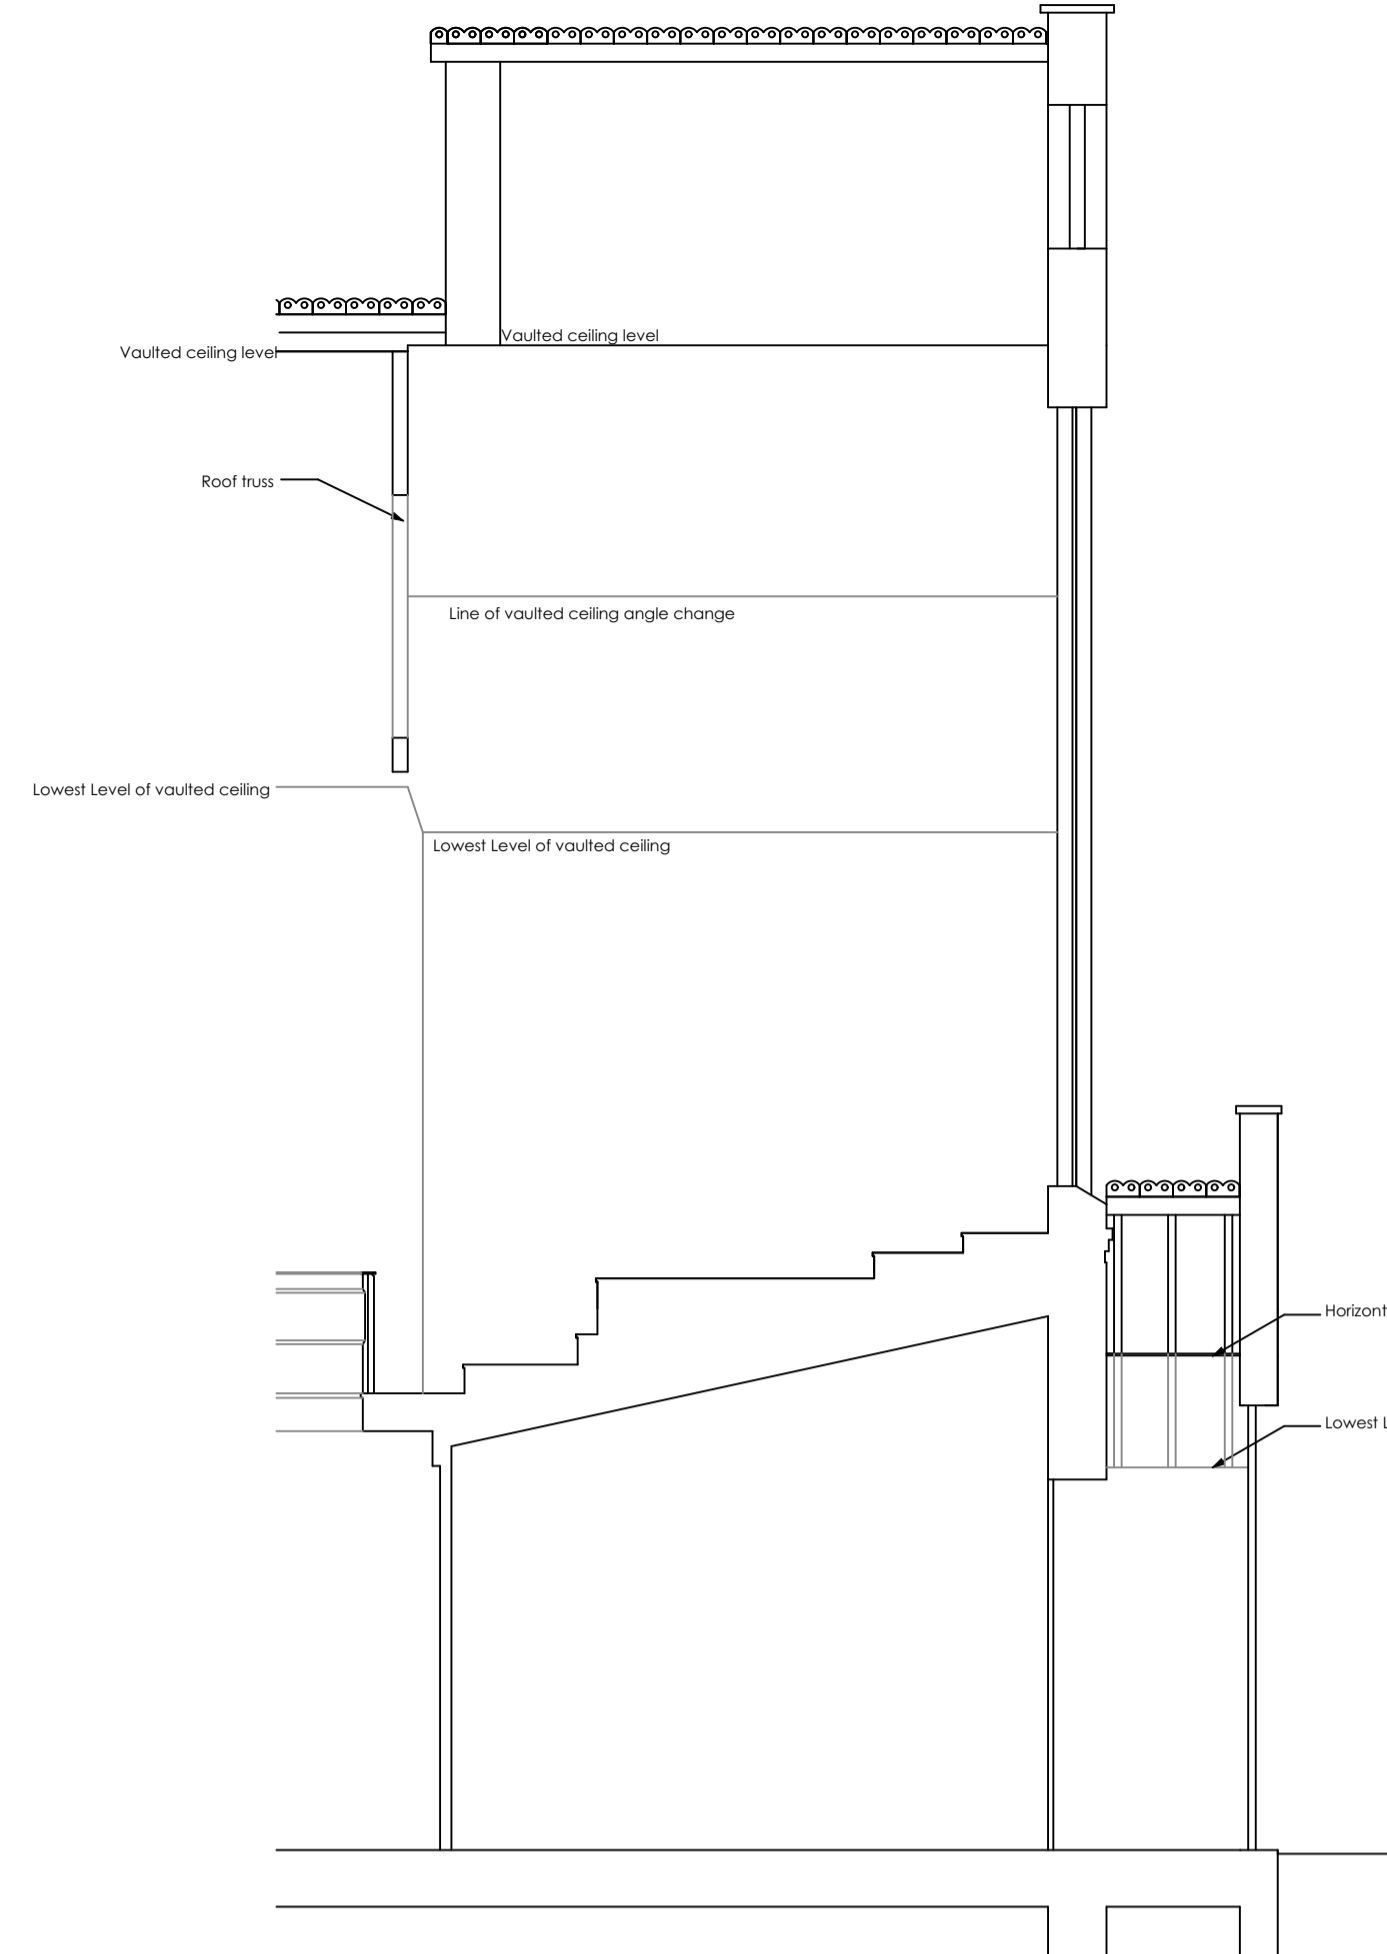 Vaulted ceiling level
Vaulted ceiling level
Roof truss
Line of vaulted ceiling angle change
Lowest Level of vaulted ceiling
Lowest Level of vaulted ceiling
Horizont
Lowest L